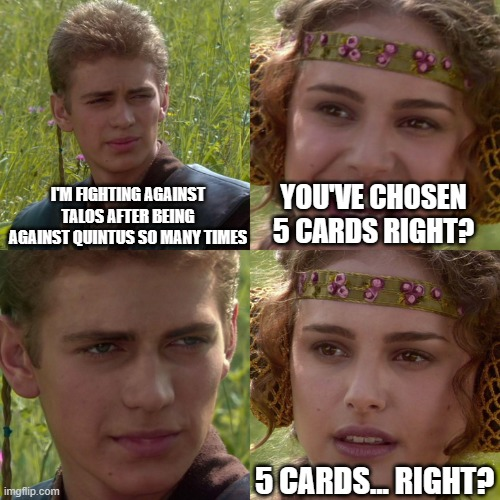 I'M FIGHTING AGAINST
TALOS AFTER BEING
AGAINST QUINTUS SO MANY TIMES
YOU'VE CHOSEN
5 CARDS RIGHT?
5 CARDS... RIGHT?
imgflip.com